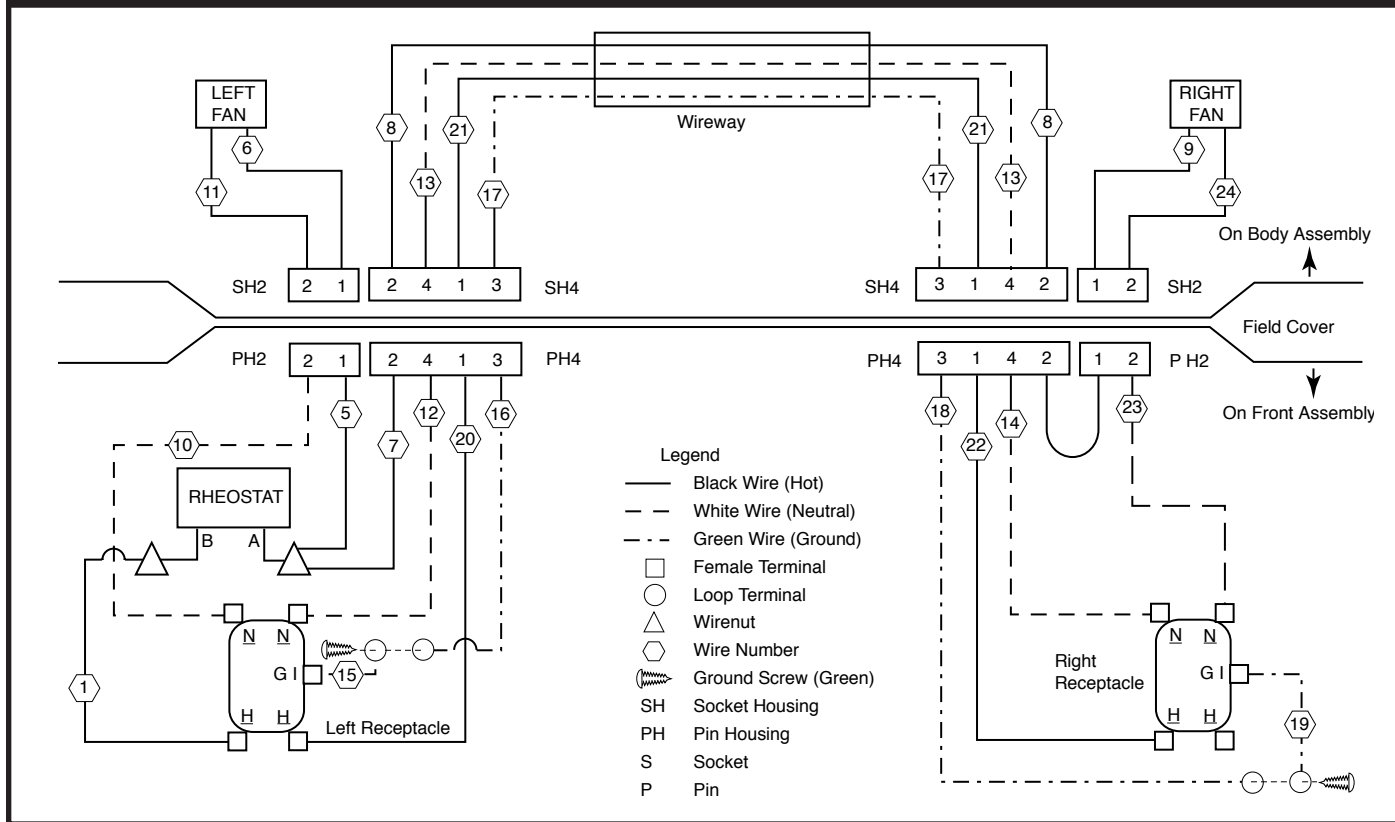 LEFT
FAN
RIGHT
FAN
Wireway
8
21
21
8
6
9
13
17
17
13
11
24
On Body Assembly
SH2
2 1
2 4 1 3
SH4
SH4
3 1 4 2
1 2
SH2
Field Cover
PH2
2 1
2 4 1 3
PH4
PH4
3 1 4 2
1 2
P H2
On Front Assembly
5
12
16
18
23
10
7
20
22
14
RHEOSTAT
B A
Legend
Black Wire (Hot)
White Wire (Neutral)
Green Wire (Ground)
Female Terminal
Loop Terminal
Wirenut
Wire Number
Ground Screw (Green)
SH Socket Housing
PH Pin Housing
S Socket
P Pin
N N
G I
15
H H
1
Left Receptacle
Right
Receptacle
N N
G I
H H
19